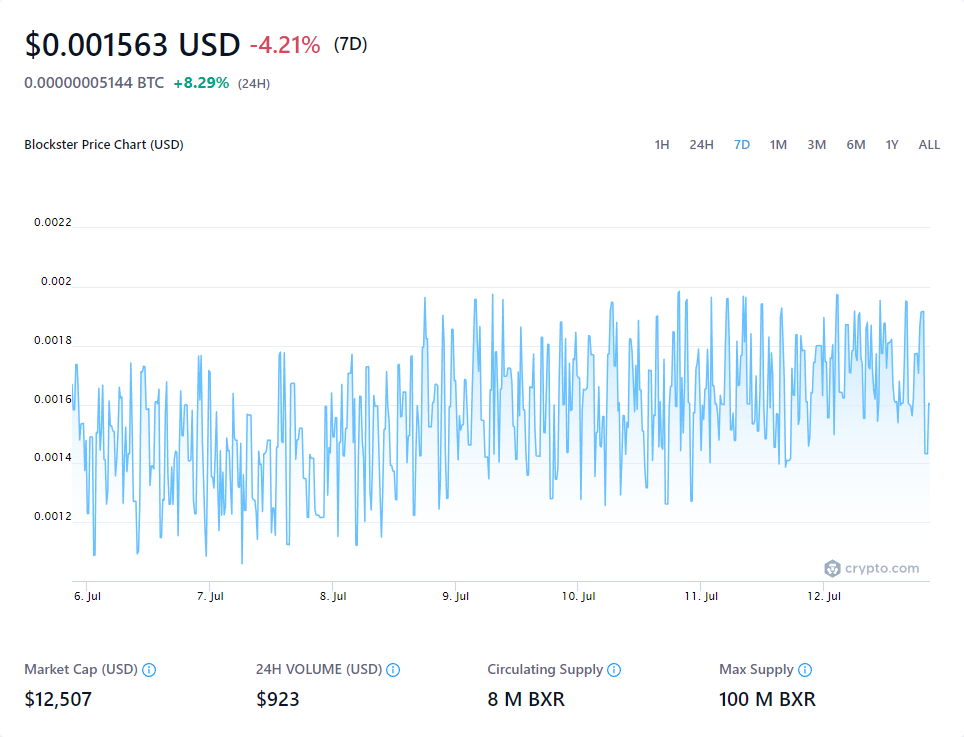 $0.001563 USD -4.21% (7D)
0.00000005144 BTC +8.29% (24H)
Blockster Price Chart (USD) 1H 24H 7D 1M 3M 6M 1Y ALL
0.0022
0.002
0.0018
0.0016
0.0014
0.0012
crypto.com
6. Jul 7. Jul 8. Jul 9. Jul 10. Jul 11. Jul 12. Jul
Market Cap (USD) 24H VOLUME (USD) Circulating Supply Max Supply
$12,507 $923 8 M BXR 100 M BXR